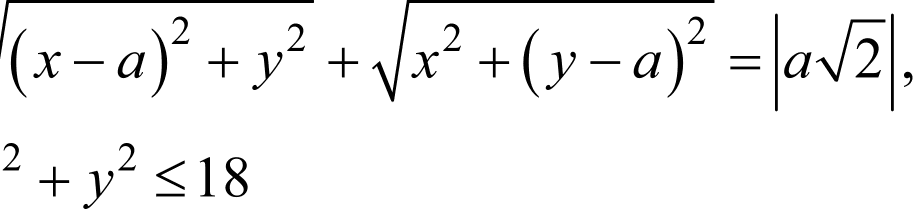 √((x − a)² + y²) + √(x² + (y − a)²) = |a√2|,
² + y² ≤ 18